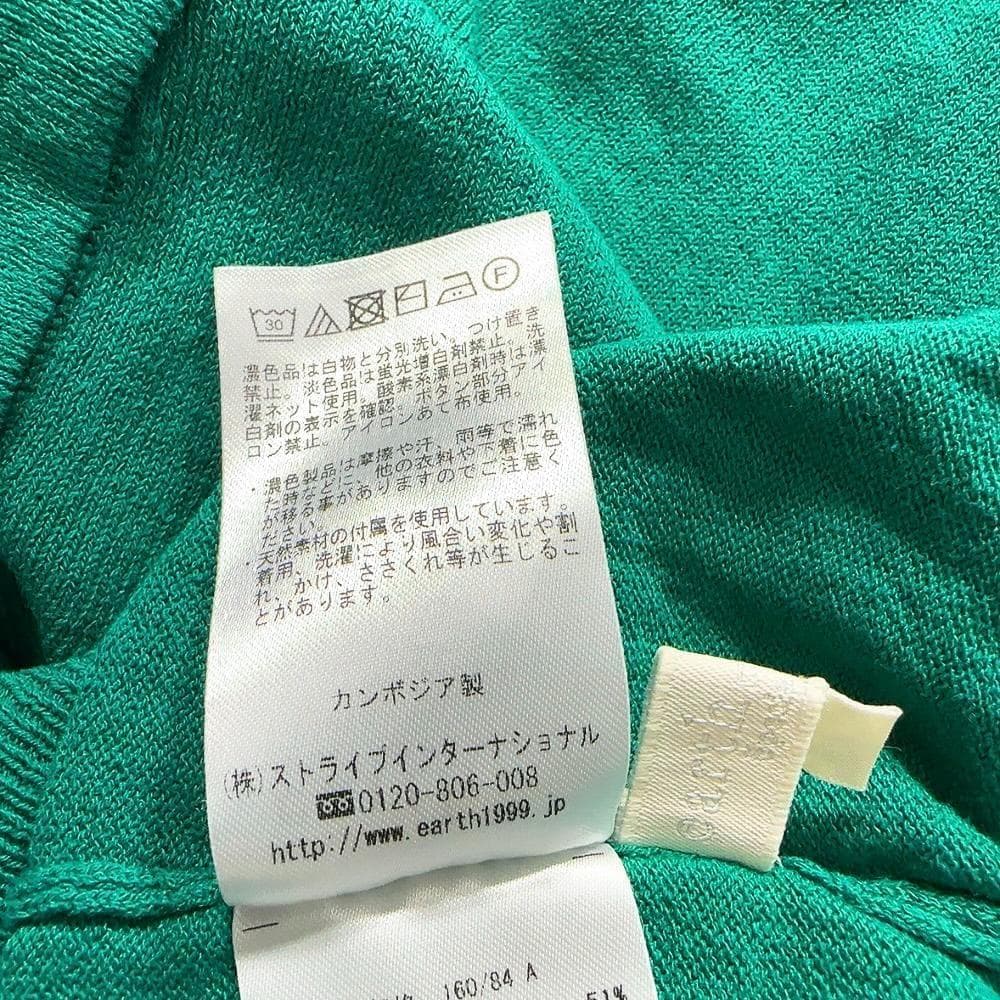 30 F
濃色品は白物と分別洗い、つけ置き
禁止。淡色品は蛍光増白剤禁止。洗
濯ネット使用。酸素系漂白剤時は漂
白剤の表示を確認。ボタン部分アイ
ロン禁止。アイロンあて布使用。
・濃色製品は摩擦や汗、雨等で濡れ
た時などに、他の衣料や下着に色
が移る事がありますのでご注意く
ださい。
・天然素材の付属を使用しています。
着用、洗濯により風合い変化や割
れ、かけ、ささくれ等が生じるこ
とがあります。
カンボジア製
(株)ストライプインターナショナル
0120-806-008
http://www.earth1999.jp
earth
160/84 A
51%